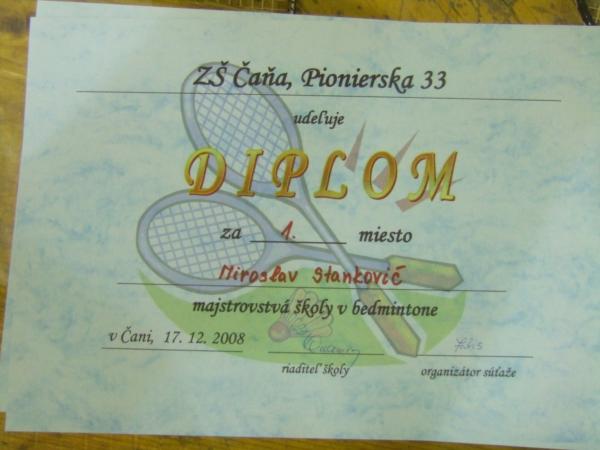 ZŠ Čaňa, Pionierska 33
udeľuje
DIPLOM
za 1. miesto
Miroslav Stankovič
majstrovstvá školy v bedmintone
v Čani, 17. 12. 2008
riaditeľ školy
organizátor súťaže